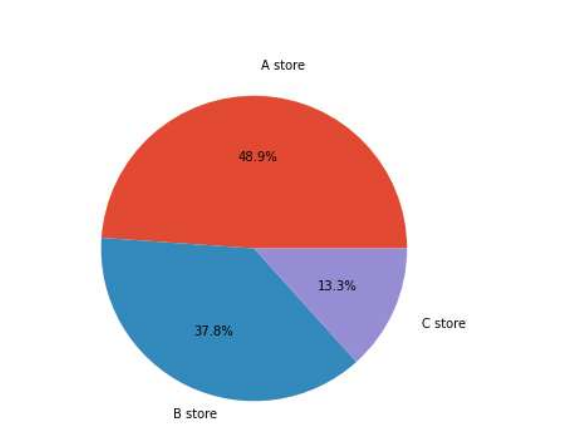 A store
48.9%
13.3%
C store
37.8%
B store